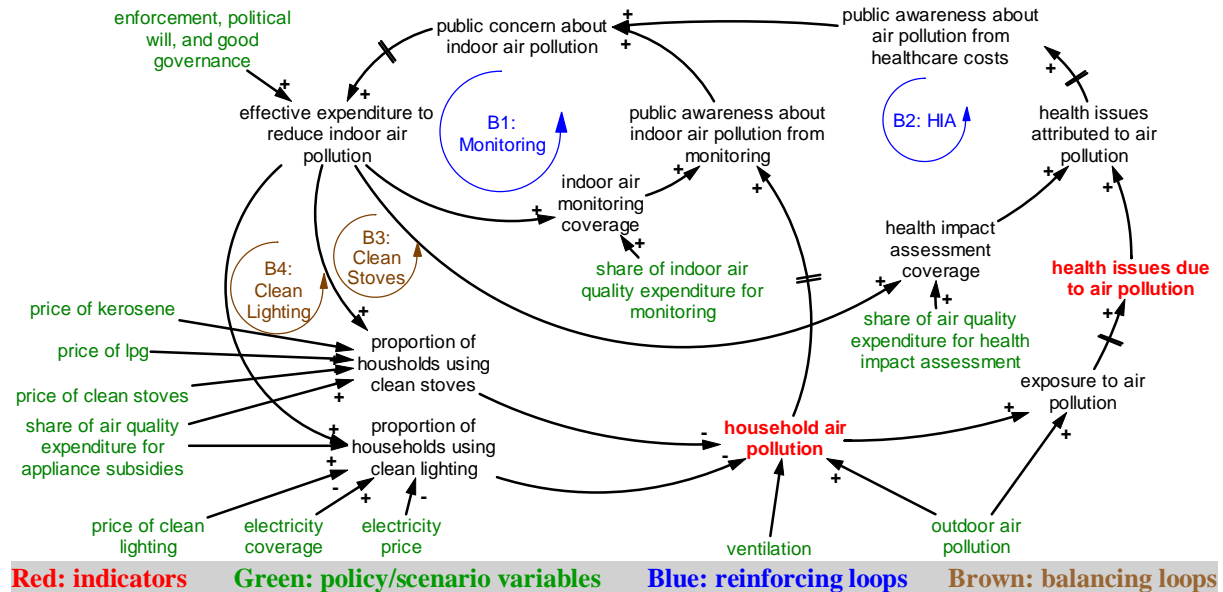 enforcement, political
will, and good
governance
public concern about
indoor air pollution
public awareness about
air pollution from
healthcare costs
effective expenditure to
reduce indoor air
pollution
B1:
Monitoring
public awareness about
indoor air pollution from
monitoring
B2: HIA
health issues
attributed to air
pollution
indoor air
monitoring
coverage
health impact
assessment
coverage
B3:
Clean
Stoves
B4:
Clean
Lighting
share of indoor air
quality expenditure for
monitoring
health issues due
to air pollution
share of air quality
expenditure for health
impact assessment
price of kerosene
price of lpg
price of clean stoves
share of air quality
expenditure for
appliance subsidies
proportion of
housholds using
clean stoves
exposure to air
pollution
proportion of
households using
clean lighting
household air
pollution
price of clean
lighting
electricity
coverage
electricity
price
ventilation
outdoor air
pollution
Red: indicators Green: policy/scenario variables Blue: reinforcing loops Brown: balancing loops